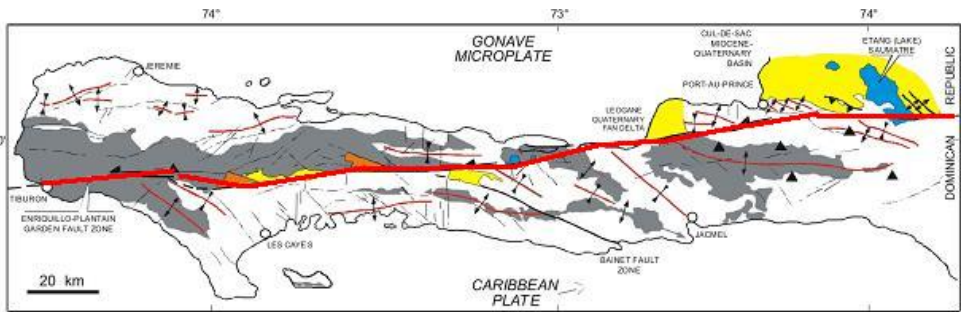 74°
73°
74°
GONAVE
MICROPLATE
CUL-DE-SAC
MIOCENE-
QUATERNARY
BASIN
ETANG (LAKE)
SAUMATRE
JEREMIE
PORT-AU-PRINCE
LEOGANE
QUATERNARY
FAN DELTA
REPUBLIC
DOMINICAN
TIBURON
ENRIQUILLO-PLANTAIN
GARDEN FAULT ZONE
LES CAYES
JACMEL
BAINET FAULT
ZONE
20 km
CARIBBEAN
PLATE